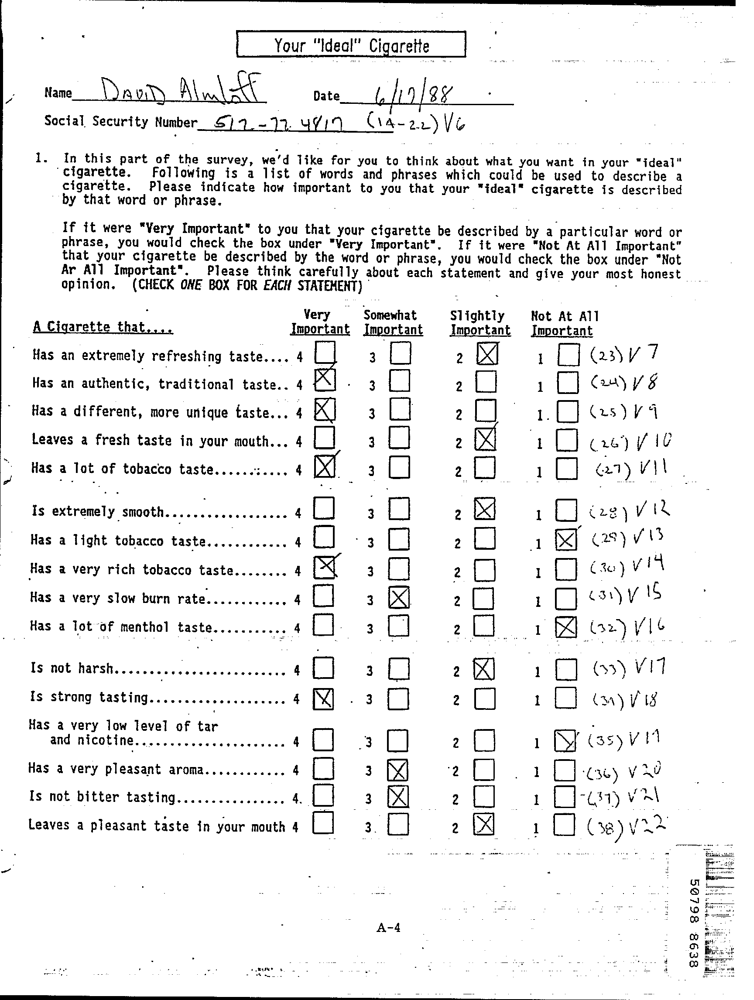 Your "Ideal" Cigarette
Name DAVID Date 6/17/88
Social Security Number (14-22) V6
1. In this part of the survey, we'd like for you to think about what you want in your "ideal"
cigarette. Following is a list of words and phrases which could be used to describe a
cigarette. Please indicate how important to you that your "ideal" cigarette is described
by that word or phrase.
If it were "Very Important" to you that your cigarette be described by a particular word or
phrase, you would check the box under "Very Important". If it were "Not At All Important"
that your cigarette be described by the word or phrase, you would check the box under "Not
Ar All Important". Please think carefully about each statement and give your most honest
opinion. (CHECK ONE BOX FOR EACH STATEMENT)
Very Somewhat Slightly Not At All
A Cigarette that.... Important Important Important Important
Has an extremely refreshing taste.... 4 3 2 1 (23) V 7
Has an authentic, traditional taste.. 4 3 2 1 (24) V 8
Has a different, more unique taste... 4 3 2 1. (25) V 9
Leaves a fresh taste in your mouth... 4 3 2 1 (26) V 10
Has a lot of tobacco taste........... 4 3 2 1 (27) V11
Is extremely smooth.................. 4 3 2 1 (28) V 12
Has a light tobacco taste............ 4 3 2 1 (29) V 13
Has a very rich tobacco taste........ 4 3 2 1 (30) V 14
Has a very slow burn rate............ 4 3 2 1 (31) V 15
Has a lot of menthol taste........... 4 3 2 1 (32) V16
Is not harsh......................... 4 3 2 1 (33) V17
Is strong tasting.................... 4 3 2 1 (34) V 18
Has a very low level of tar
and nicotine....................... 4 3 2 1 (35) V 19
Has a very pleasant aroma............ 4 3 2 1 (36) V20
Is not bitter tasting................ 4. 3 2 1 (37) V21
Leaves a pleasant taste in your mouth 4 3. 2 1 (38) V22
A-4
50798 8638